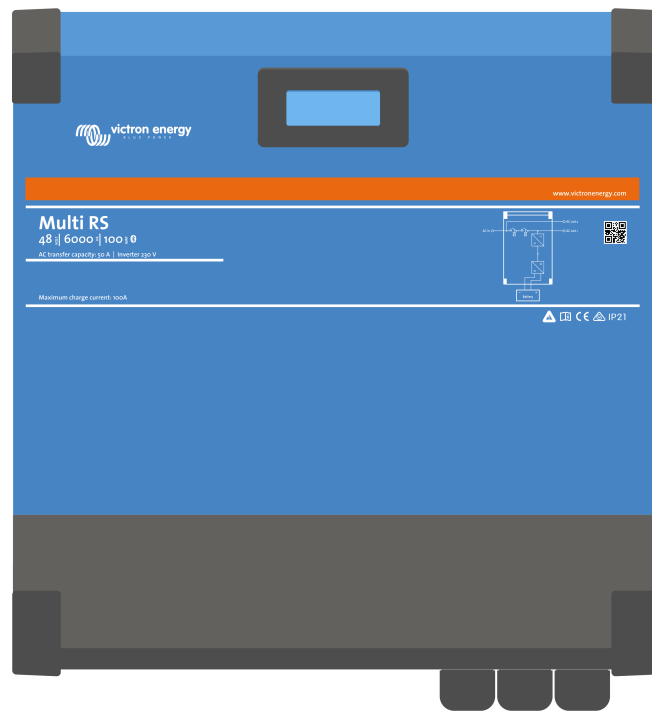 victron energy
BLUE POWER
www.victronenergy.com
Multi RS
48 | 6000 | 100
AC transfer capacity: 50 A | Inverter 230 V
Maximum charge current: 100A
Battery
IP21